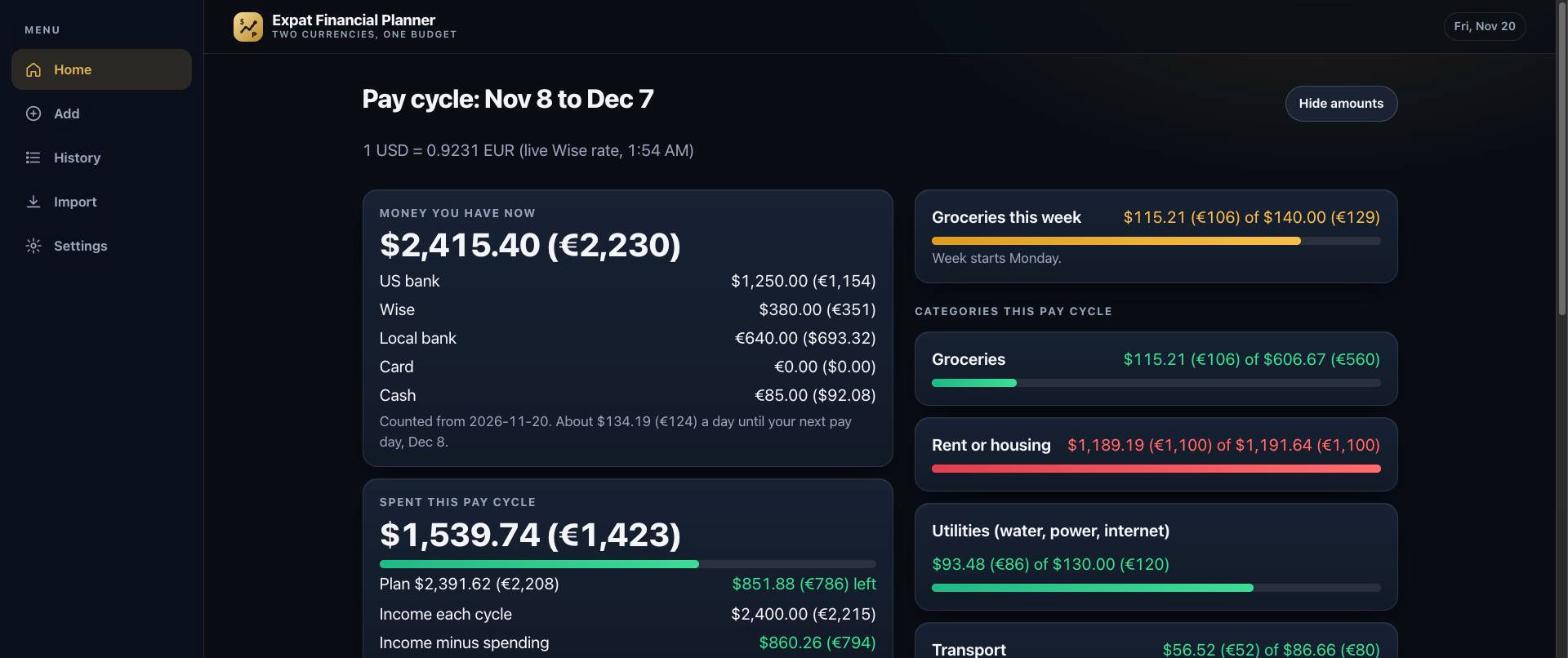 MENU
Home
Add
History
Import
Settings
Expat Financial Planner
TWO CURRENCIES, ONE BUDGET
Fri, Nov 20
Pay cycle: Nov 8 to Dec 7
Hide amounts
1 USD = 0.9231 EUR (live Wise rate, 1:54 AM)
MONEY YOU HAVE NOW
$2,415.40 (€2,230)
US bank $1,250.00 (€1,154)
Wise $380.00 (€351)
Local bank €640.00 ($693.32)
Card €0.00 ($0.00)
Cash €85.00 ($92.08)
Counted from 2026-11-20. About $134.19 (€124) a day until your next pay
day, Dec 8.
SPENT THIS PAY CYCLE
$1,539.74 (€1,423)
Plan $2,391.62 (€2,208) $851.88 (€786) left
Income each cycle $2,400.00 (€2,215)
Income minus spending $860.26 (€794)
Groceries this week $115.21 (€106) of $140.00 (€129)
Week starts Monday.
CATEGORIES THIS PAY CYCLE
Groceries $115.21 (€106) of $606.67 (€560)
Rent or housing $1,189.19 (€1,100) of $1,191.64 (€1,100)
Utilities (water, power, internet)
$93.48 (€86) of $130.00 (€120)
Transport $56.52 (€52) of $86.66 (€80)